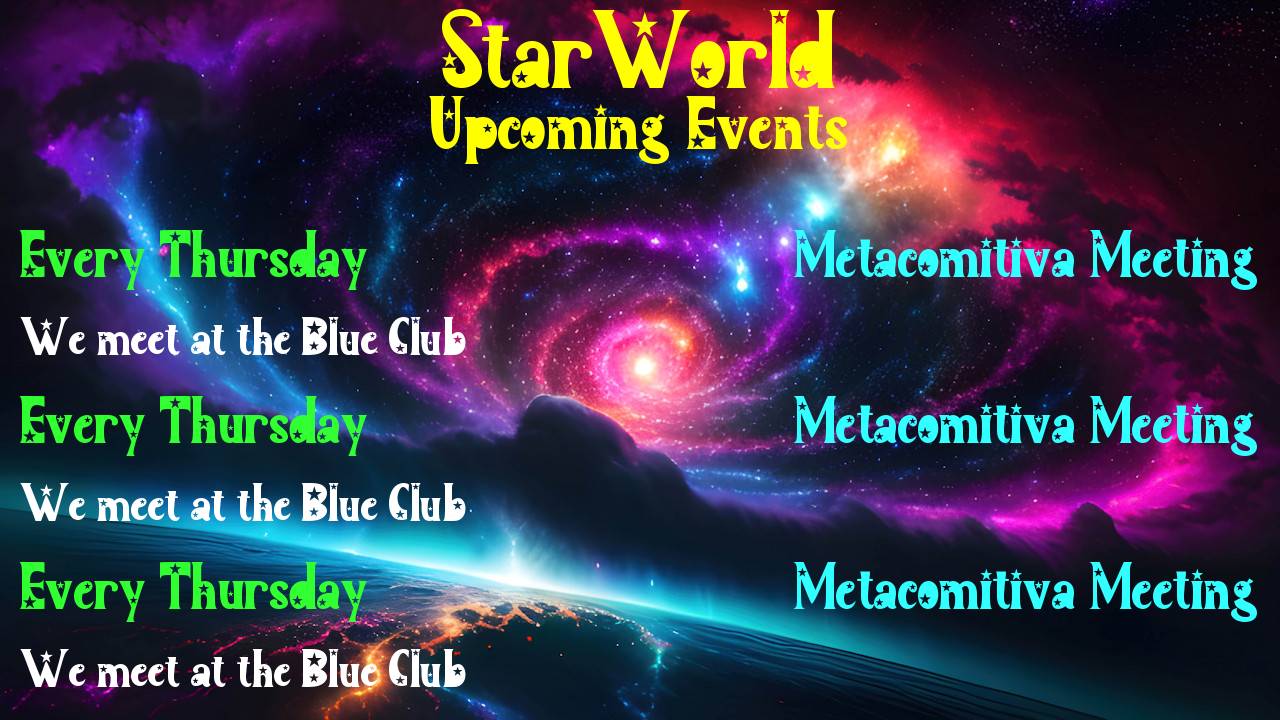 StarWorld
Upcoming Events
Every Thursday Metacomitiva Meeting
We meet at the Blue Club
Every Thursday Metacomitiva Meeting
We meet at the Blue Club
Every Thursday Metacomitiva Meeting
We meet at the Blue Club